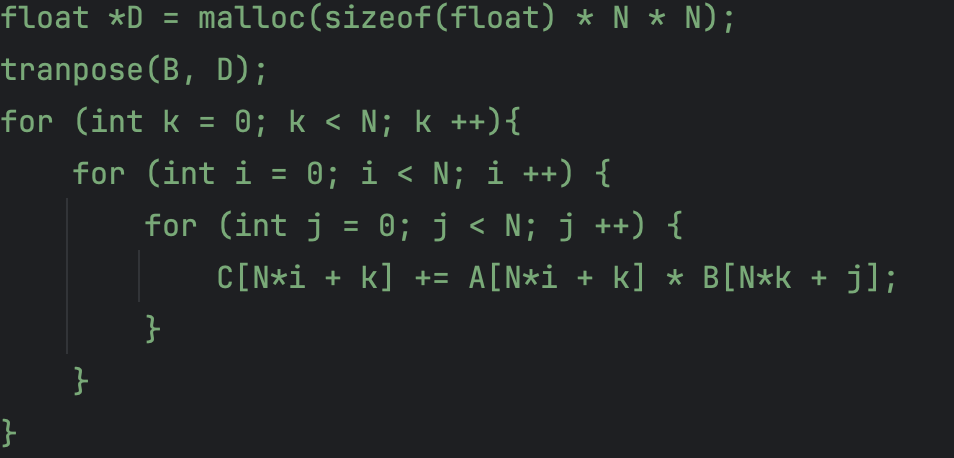 float *D = malloc(sizeof(float) * N * N);
tranpose(B, D);
for (int k = 0; k < N; k ++){
    for (int i = 0; i < N; i ++) {
        for (int j = 0; j < N; j ++) {
            C[N*i + k] += A[N*i + k] * B[N*k + j];
        }
    }
}